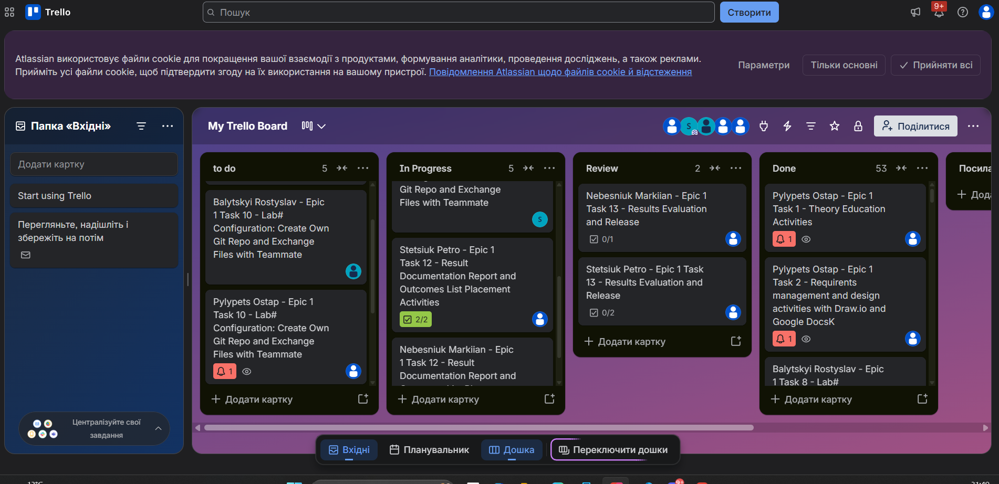 Trello
Пошук
Створити
9+
Atlassian використовує файли cookie для покращення вашої взаємодії з продуктами, формування аналітики, проведення досліджень, а також реклами.
Прийміть усі файли cookie, щоб підтвердити згоду на їх використання на вашому пристрої. Повідомлення Atlassian щодо файлів cookie й відстеження
Параметри
Тільки основні
Прийняти всі
Папка «Вхідні»
Додати картку
Start using Trello
Перегляньте, надішліть і
збережіть на потім
Централізуйте свої
завдання
My Trello Board
S
Поділитися
to do
5
Balytskyi Rostyslav - Epic
1 Task 10 - Lab#
Configuration: Create Own
Git Repo and Exchange
Files with Teammate
Pylypets Ostap - Epic 1
Task 10 - Lab#
Configuration: Create Own
Git Repo and Exchange
Files with Teammate
1
Додати картку
In Progress
5
Git Repo and Exchange
Files with Teammate
S
Stetsiuk Petro - Epic 1
Task 12 - Result
Documentation Report and
Outcomes List Placement
Activities
2/2
Nebesniuk Markiian - Epic
1 Task 12 - Result
Documentation Report and
Додати картку
Review
2
Nebesniuk Markiian - Epic 1
Task 13 - Results Evaluation
and Release
0/1
Stetsiuk Petro - Epic 1 Task
13 - Results Evaluation and
Release
0/2
Додати картку
Done
53
Pylypets Ostap - Epic 1
Task 1 - Theory Education
Activities
1
Pylypets Ostap - Epic 1
Task 2 - Requirents
management and design
activities with Draw.io and
Google DocsK
1
Balytskyi Rostyslav - Epic
1 Task 8 - Lab#
Додати картку
Посила
Дода
Вхідні
Планувальник
Дошка
Переключити дошки
9+